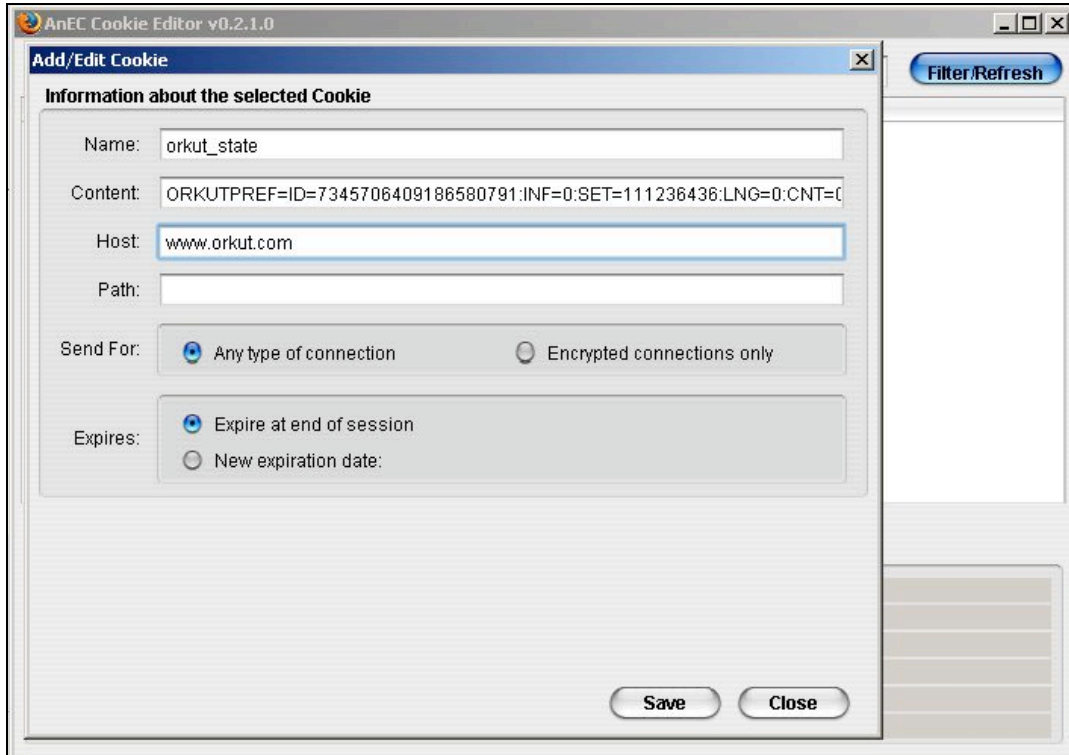 AnEC Cookie Editor v0.2.1.0
Add/Edit Cookie
Filter/Refresh
Information about the selected Cookie
Name: orkut_state
Content: ORKUTPREF=ID=7345706409186580791:INF=0:SET=111236436:LNG=0:CNT=0
Host: www.orkut.com
Path:
Send For: Any type of connection Encrypted connections only
Expires: Expire at end of session
New expiration date:
Save Close